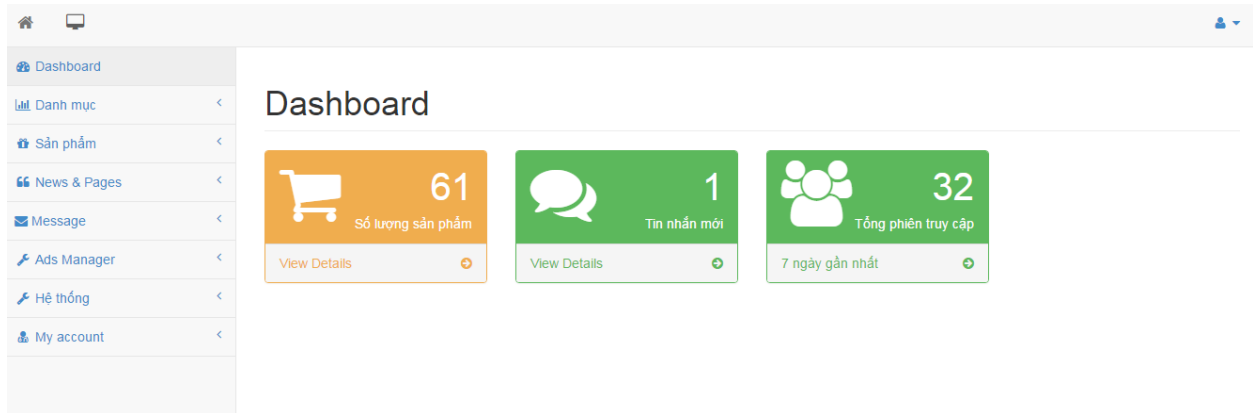 Dashboard
Danh mục
Sản phẩm
News & Pages
Message
Ads Manager
Hệ thống
My account
Dashboard
61
Số lượng sản phẩm
View Details
1
Tin nhắn mới
View Details
32
Tổng phiên truy cập
7 ngày gần nhất